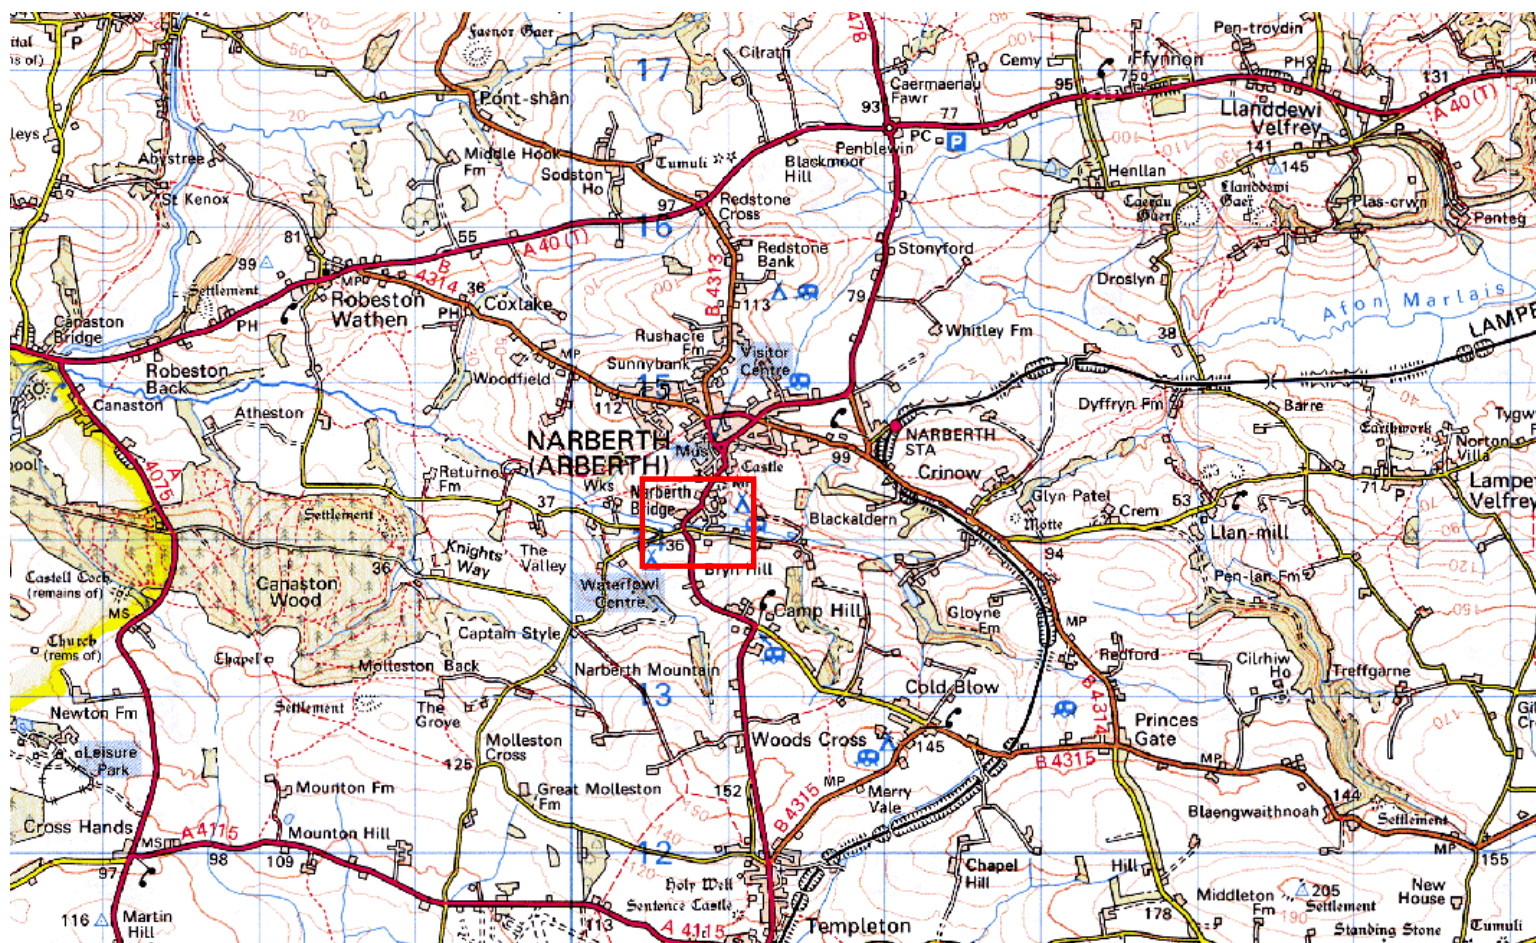 Faenor Gaer
17
Cilrath
Cemy
Ffynnon
Pen-troydin
PH
P
Pont-shân
Caermaenau
Fawr
95
75
131
A 40 (T)
leys
93
77
PC
P
Llanddewi
Velfrey
P
Abystree
Middle Hook
Fm
Sodston
Ho
Tumuli
Blackmoor
Hill
Penblewin
141
145
Henllan
St Kenox
97
Redstone
Cross
Caerau
Gaer
Llanddewi
Gaer
Plas-crwn
Panteg
81
55
A 40 (T)
16
Redstone
Bank
Stonyford
99
B 4314
Droslyn
Settlement
MP
Robeston
Wathen
36
PH
Coxlake
B 4313
113
79
Afon Marlais
Canaston
Bridge
PH
Rushacre
Fm
Whitley Fm
38
Robeston
Back
MP
Sunnybank
Visitor
Centre
Woodfield
15
Canaston
Atheston
112
Dyffryn Fm
53
Barre
NARBERTH
(ARBERTH)
Mus
Castle
99
NARBERTH
STA
Crinow
Earthwork
Norton
Villa
A 4075
Returno
Fm
Wks
Narberth
Bridge
Glyn Patel
Motte
Crem
53
71
P
Lampeter
Velfrey
Settlement
37
Blackaldern
Llan-mill
36
94
Knights
Way
The
Valley
36
Bryn Hill
Pen-lan Fm
Castell Coch
(remains of)
MS
Canaston
Wood
Waterfowl
Centre
Camp Hill
Gloyne
Fm
MP
Church
(rems of)
Captain Style
Chapel
Molleston Back
Narberth Mountain
Redford
Cilrhiw
Ho
Treffgarne
Settlement
The
Grove
13
Cold Blow
B 4314
Newton Fm
Princes
Gate
Leisure
Park
Molleston
Cross
Woods Cross
145
B 4315
MP
125
MP
Merry
Vale
Mounton Fm
Great Molleston
Fm
152
B 4315
Blaengwaithnoah
144
Settlement
Cross Hands
MS
A 4115
Mounton Hill
98
109
12
MP
155
97
Holy Well
Sentence Castle
P
Chapel
Hill
Hill
Middleton
Fm
205
Settlement
New
House
116
Martin
Hill
113
A 4115
Templeton
178
Standing Stone
Tumuli